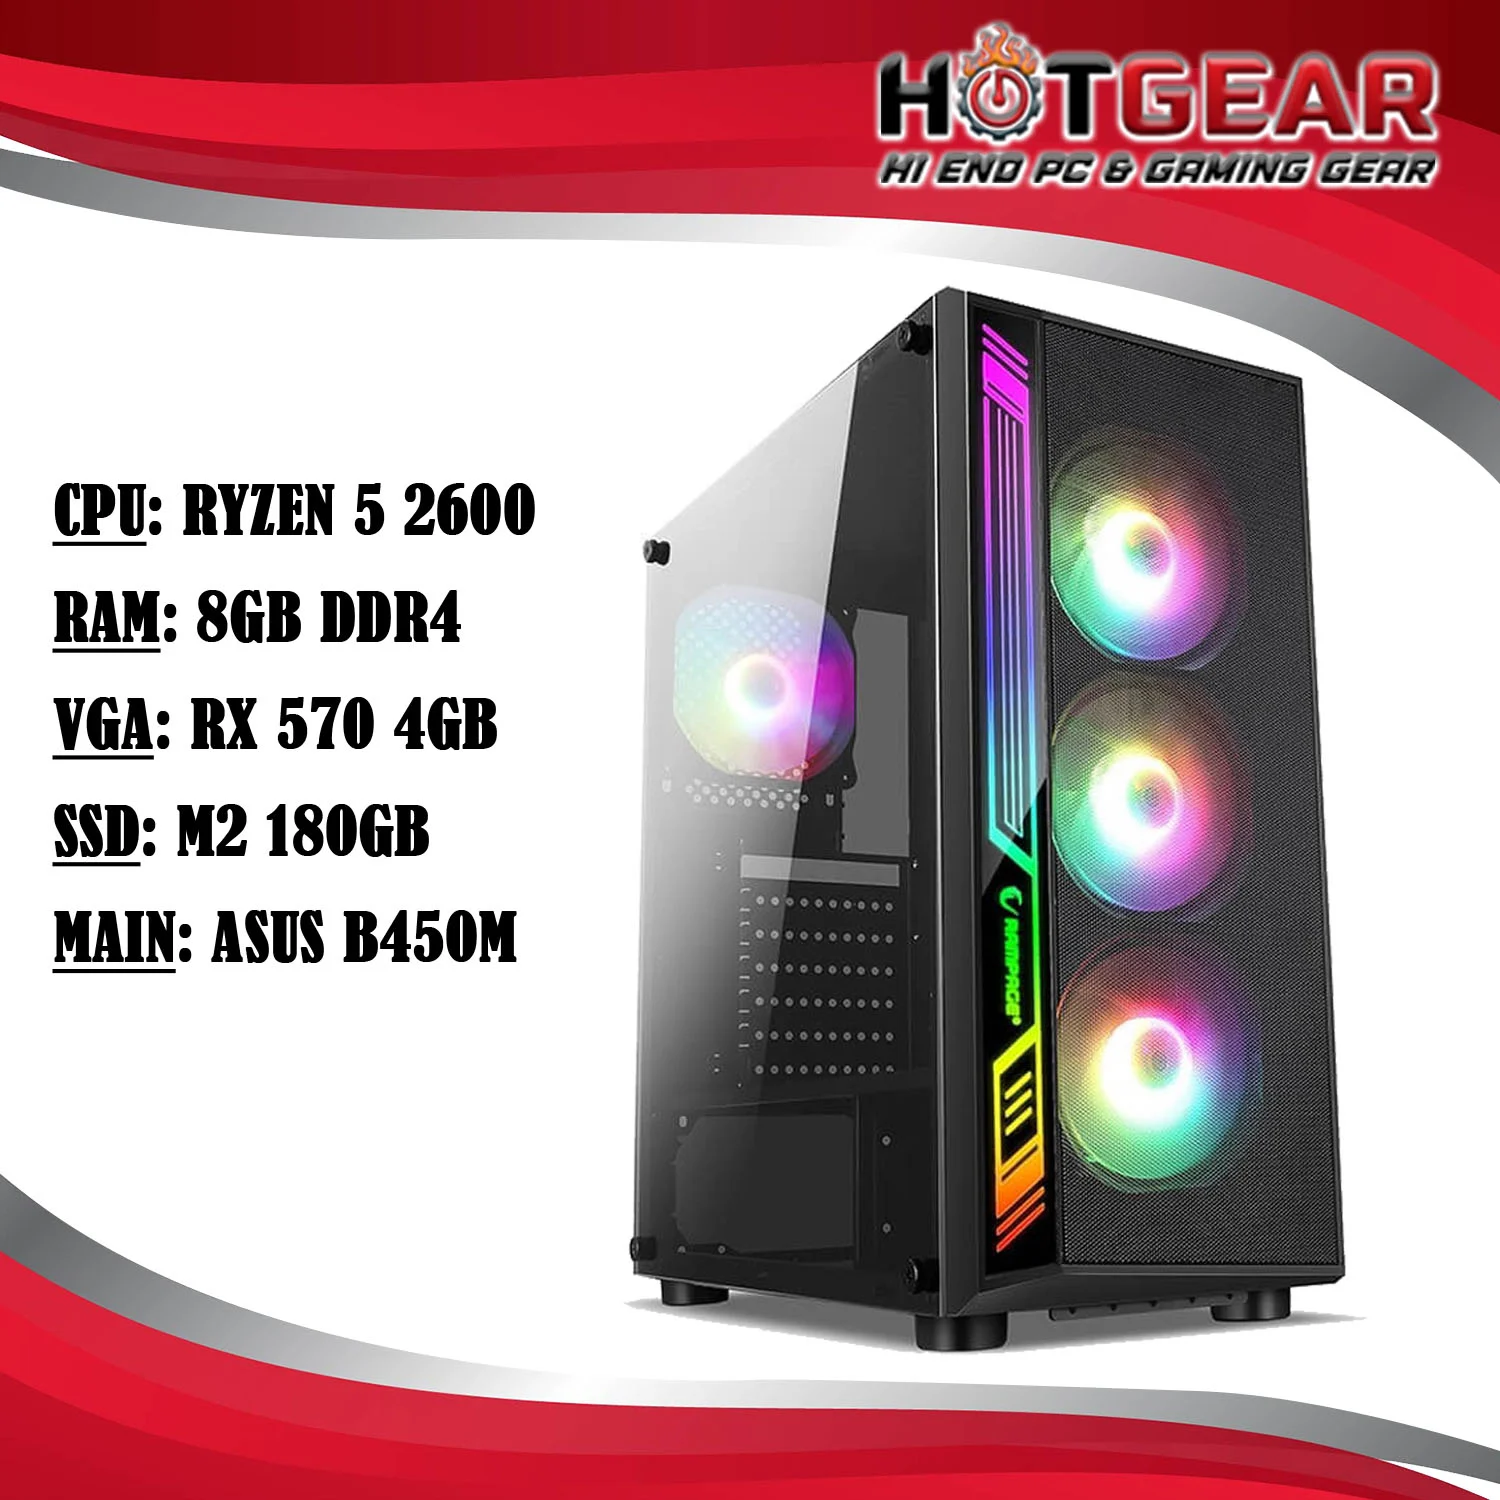 HOTGEAR
HI END PC & GAMING GEAR
CPU: RYZEN 5 2600
RAM: 8GB DDR4
VGA: RX 570 4GB
SSD: M2 180GB
MAIN: ASUS B450M
RAMPAGE